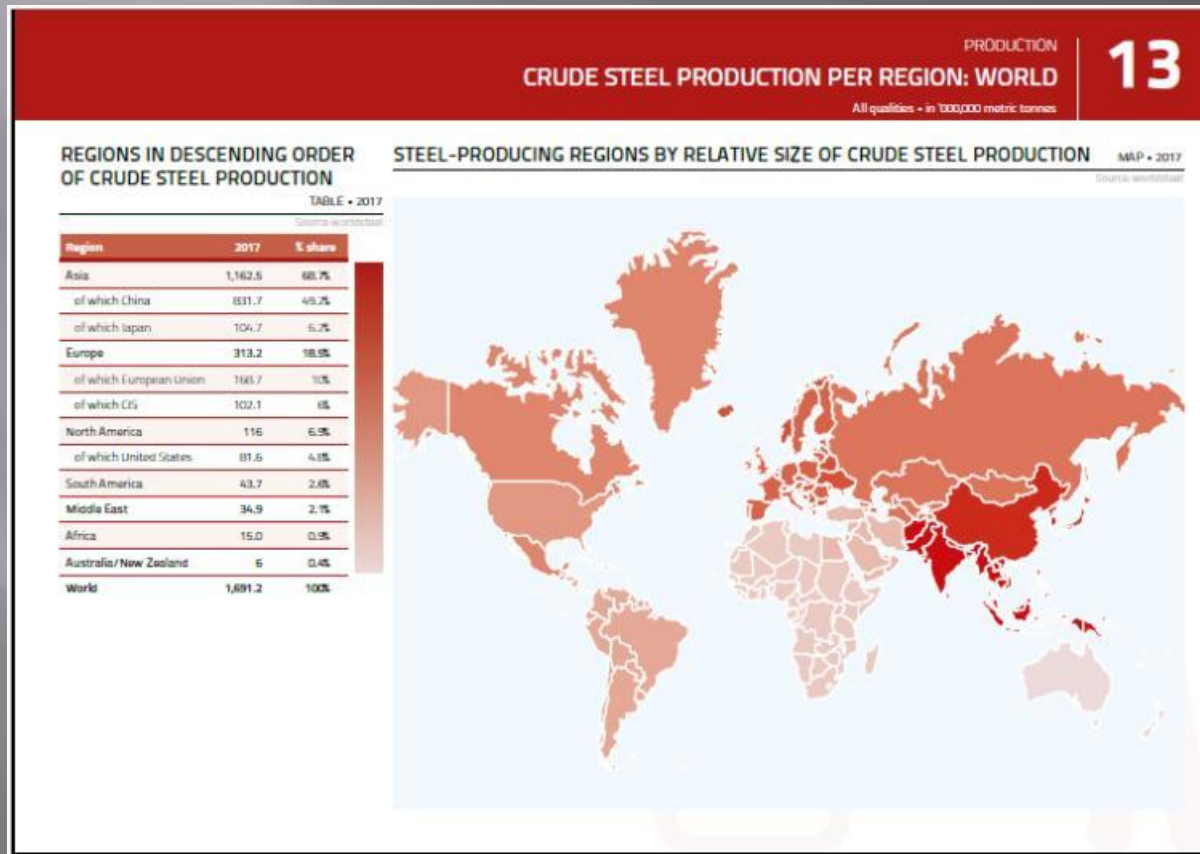 PRODUCTION
CRUDE STEEL PRODUCTION PER REGION: WORLD
All qualities • in '000,000 metric tonnes
13
REGIONS IN DESCENDING ORDER
OF CRUDE STEEL PRODUCTION
TABLE • 2017
Source: worldsteel
Region 2017 % share
Asia 1,162.5 68.7%
of which China 831.7 49.2%
of which Japan 104.7 6.2%
Europe 313.2 18.5%
of which European Union 168.7 10%
of which CIS 102.1 6%
North America 116 6.9%
of which United States 81.6 4.8%
South America 43.7 2.6%
Middle East 34.9 2.1%
Africa 15.0 0.9%
Australia/New Zealand 6 0.4%
World 1,691.2 100%
STEEL-PRODUCING REGIONS BY RELATIVE SIZE OF CRUDE STEEL PRODUCTION
MAP • 2017
Source: worldsteel